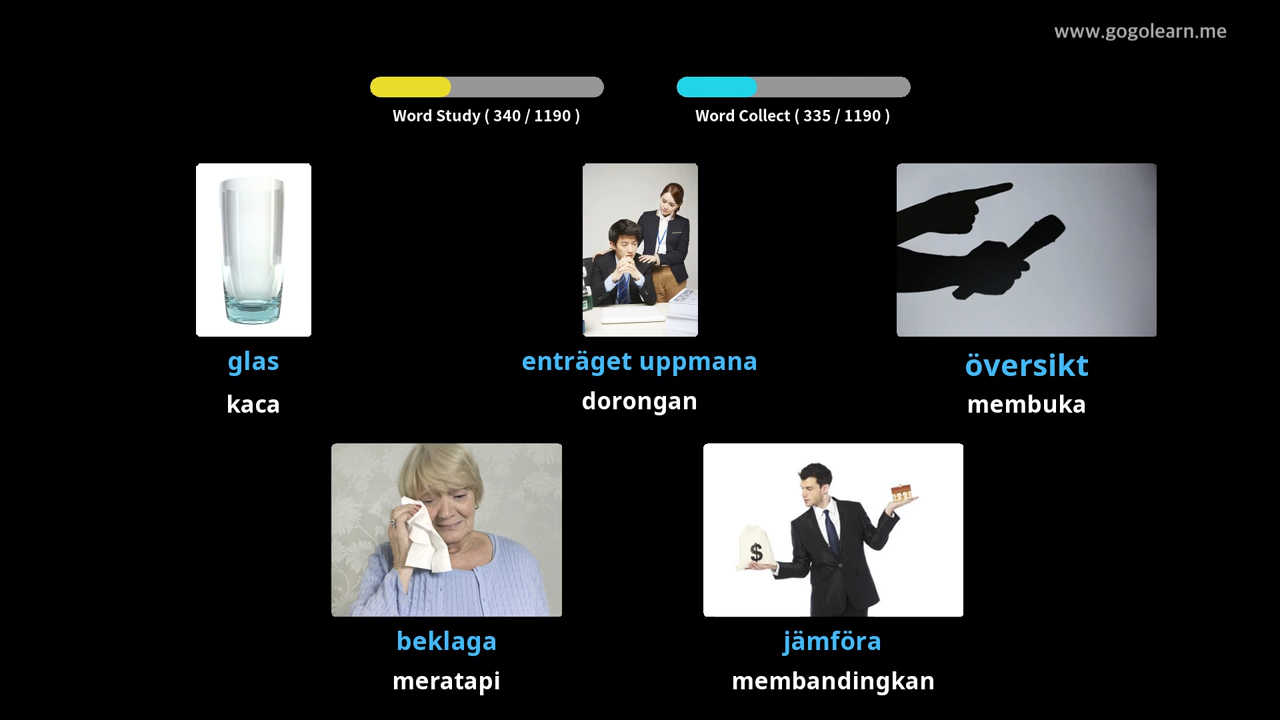 www.gogolearn.me
Word Study ( 340 / 1190 )
Word Collect ( 335 / 1190 )
glas
kaca
enträget uppmana
dorongan
översikt
membuka
$
beklaga
meratapi
jämföra
membandingkan